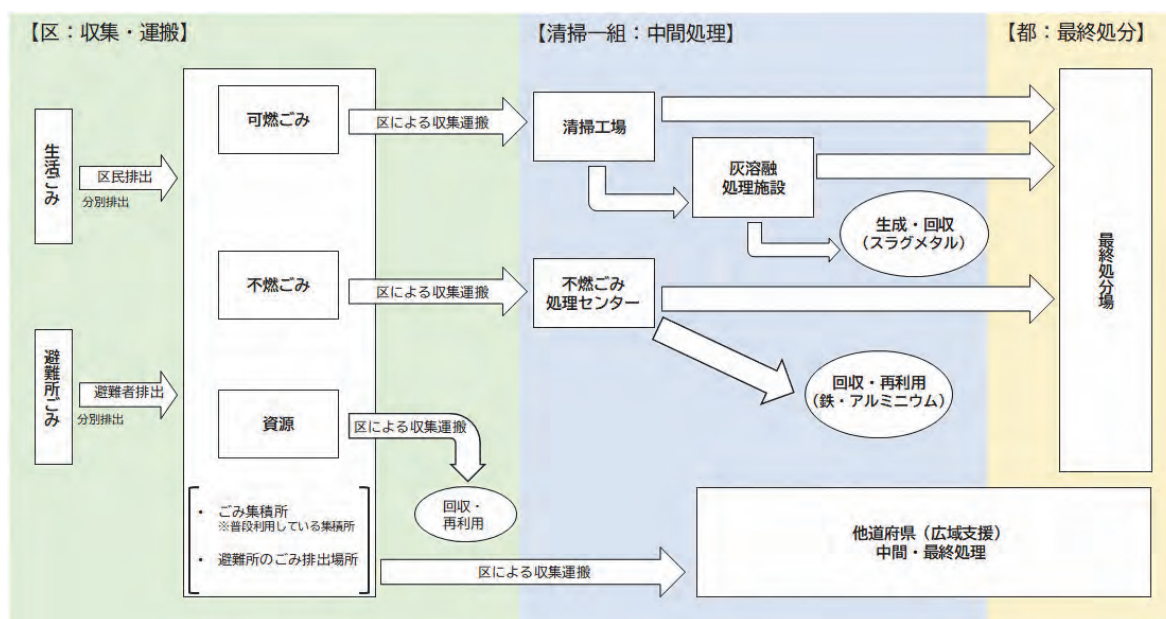 【区：収集・運搬】
【清掃一組：中間処理】
【都：最終処分】
生活ごみ
区民排出
分別排出
可燃ごみ
区による収集運搬
清掃工場
灰溶融
処理施設
生成・回収
（スラグメタル）
不燃ごみ
区による収集運搬
不燃ごみ
処理センター
回収・再利用
（鉄・アルミニウム）
最終処分場
避難所ごみ
避難者排出
分別排出
資源
区による収集運搬
回収・
再利用
・ ごみ集積所
※普段利用している集積所
・ 避難所のごみ排出場所
区による収集運搬
他道府県（広域支援）
中間・最終処理